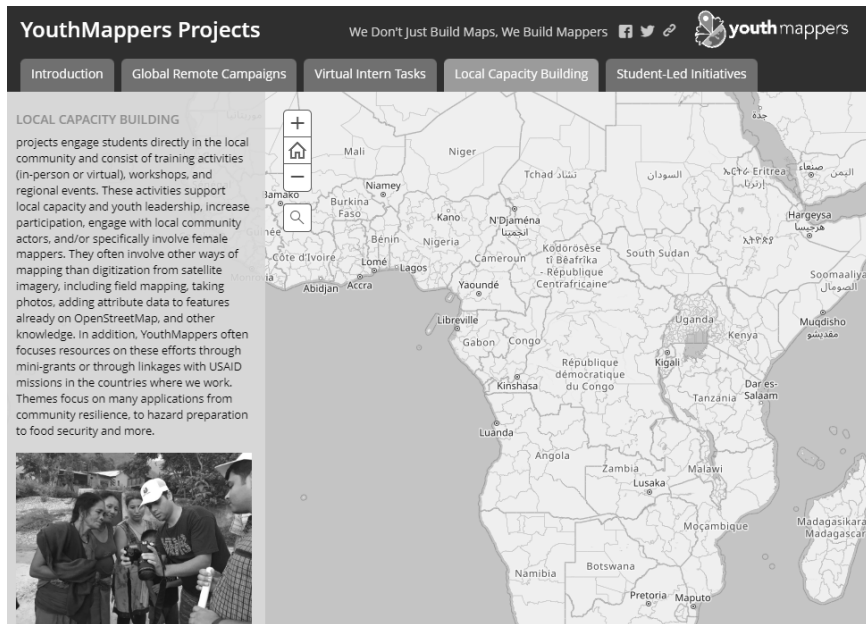 YouthMappers Projects
We Don't Just Build Maps, We Build Mappers
youthmappers
Introduction
Global Remote Campaigns
Virtual Intern Tasks
Local Capacity Building
Student-Led Initiatives
LOCAL CAPACITY BUILDING
projects engage students directly in the local
community and consist of training activities
(in-person or virtual), workshops, and
regional events. These activities support
local capacity and youth leadership, increase
participation, engage with local community
actors, and/or specifically involve female
mappers. They often involve other ways of
mapping than digitization from satellite
imagery, including field mapping, taking
photos, adding attribute data to features
already on OpenStreetMap, and other
knowledge. In addition, YouthMappers often
focuses resources on these efforts through
mini-grants or through linkages with USAID
missions in the countries where we work.
Themes focus on many applications from
community resilience, to hazard preparation
to food security and more.
+
−
جدة
Mali
Niger
Tchad تشاد
السودان
ኤርትራ Eritrea
إرتريا
صنعاء
اليمن
Niamey
Bamako
Burkina
Faso
Kano
N'Djaména
انجمينا
Hargeysa
هرجيسا
Bénin
Nigeria
ኢትዮጵያ
Côte d'Ivoire
Lomé
Lagos
Cameroun
Ködörösêse
tî Bêafrîka
- République
Centrafricaine
South Sudan
Soomaaliya
الصومال
Abidjan
Accra
Yaoundé
Libreville
Uganda
Kenya
Muqdisho
مقديشو
Gabon
Congo
Kigali
République
démocratique
du Congo
Kinshasa
Dar es-
Salaam
Tanzania
Luanda
Angola
Zambia
Malawi
Lusaka
Moçambique
Madagasikara
Madagascar
Namibia
Botswana
Pretoria
Maputo